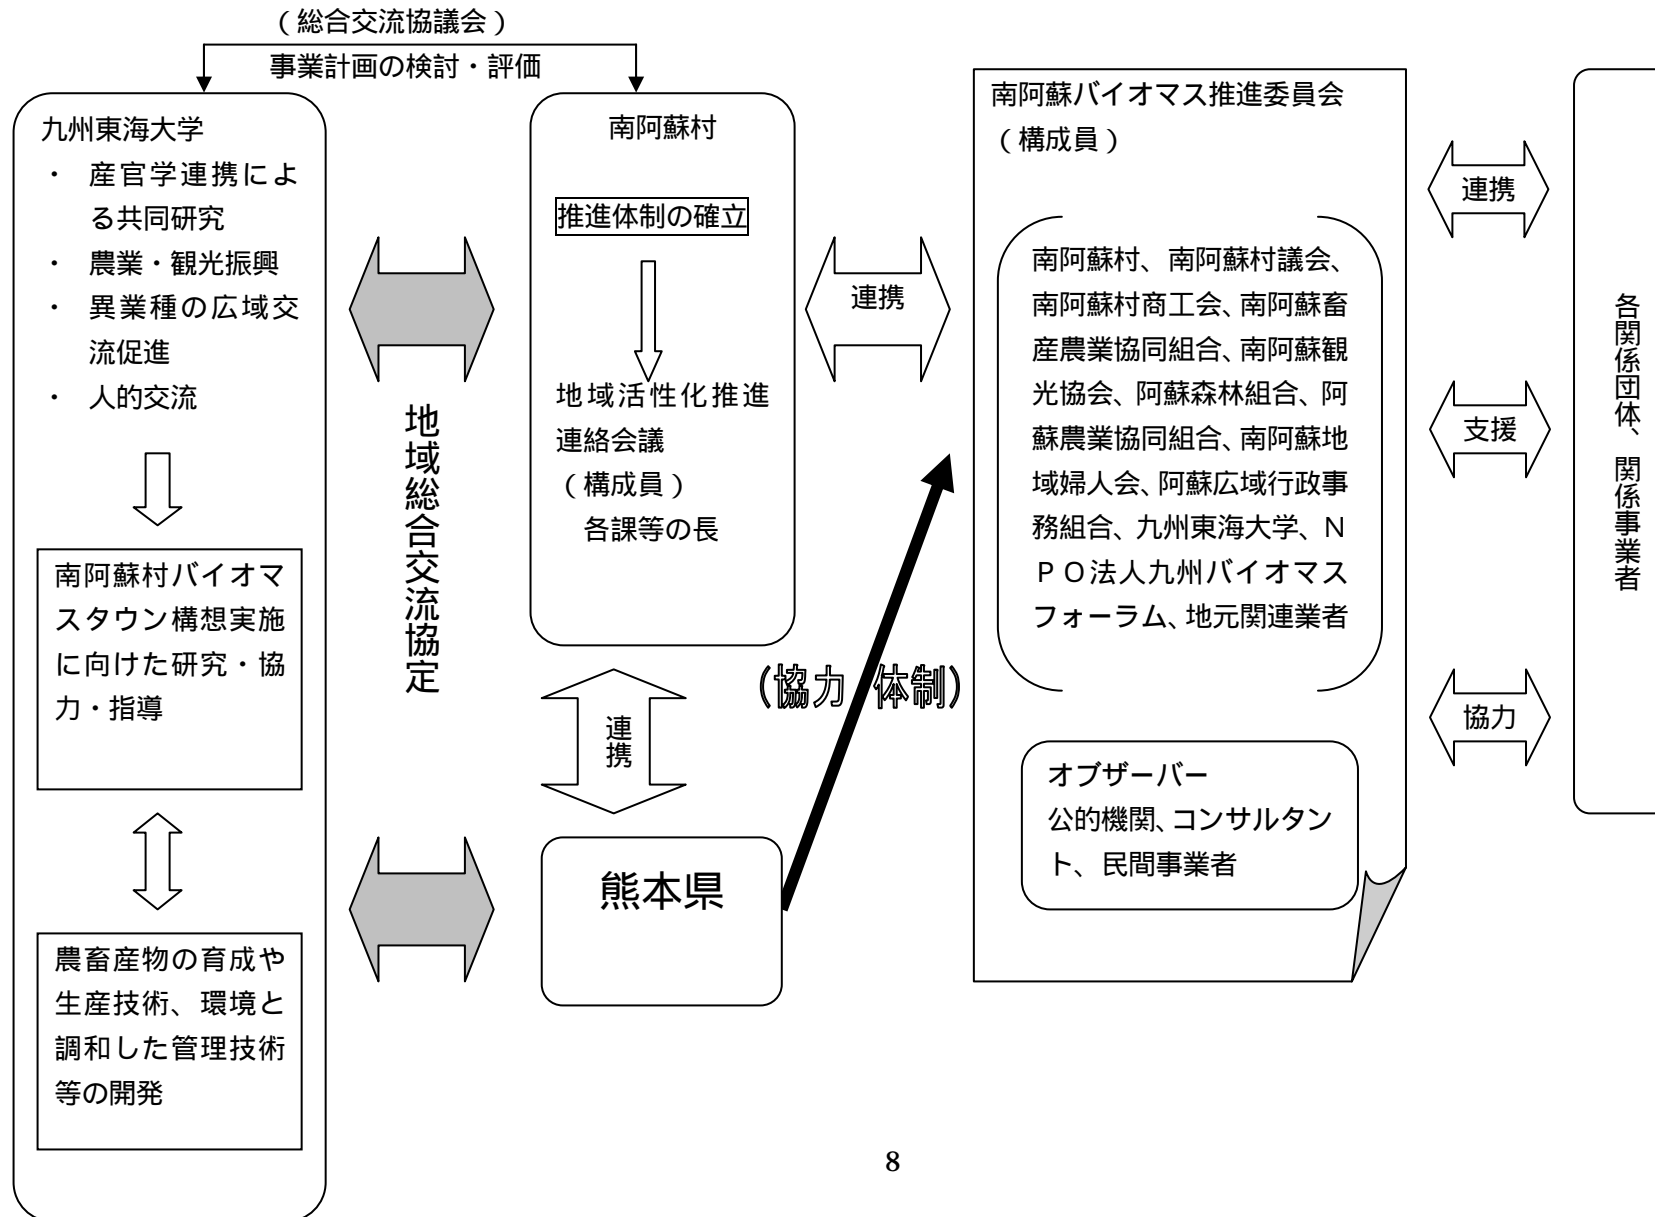 （総合交流協議会）
事業計画の検討・評価
九州東海大学
・ 産官学連携によ
る共同研究
・ 農業・観光振興
・ 異業種の広域交
流促進
・ 人的交流
南阿蘇村バイオマ
スタウン構想実施
に向けた研究・協
力・指導
農畜産物の育成や
生産技術、環境と
調和した管理技術
等の開発
地域総合交流協定
南阿蘇村
推進体制の確立
地域活性化推進
連絡会議
（構成員）
各課等の長
連携
熊本県
連携
（協力 体制）
南阿蘇バイオマス推進委員会
（構成員）
南阿蘇村、南阿蘇村議会、
南阿蘇村商工会、南阿蘇畜
産農業協同組合、南阿蘇観
光協会、阿蘇森林組合、阿
蘇農業協同組合、南阿蘇地
域婦人会、阿蘇広域行政事
務組合、九州東海大学、Ｎ
ＰＯ法人九州バイオマス
フォーラム、地元関連業者
オブザーバー
公的機関、コンサルタン
ト、民間事業者
連携
支援
協力
各関係団体、関係事業者
8